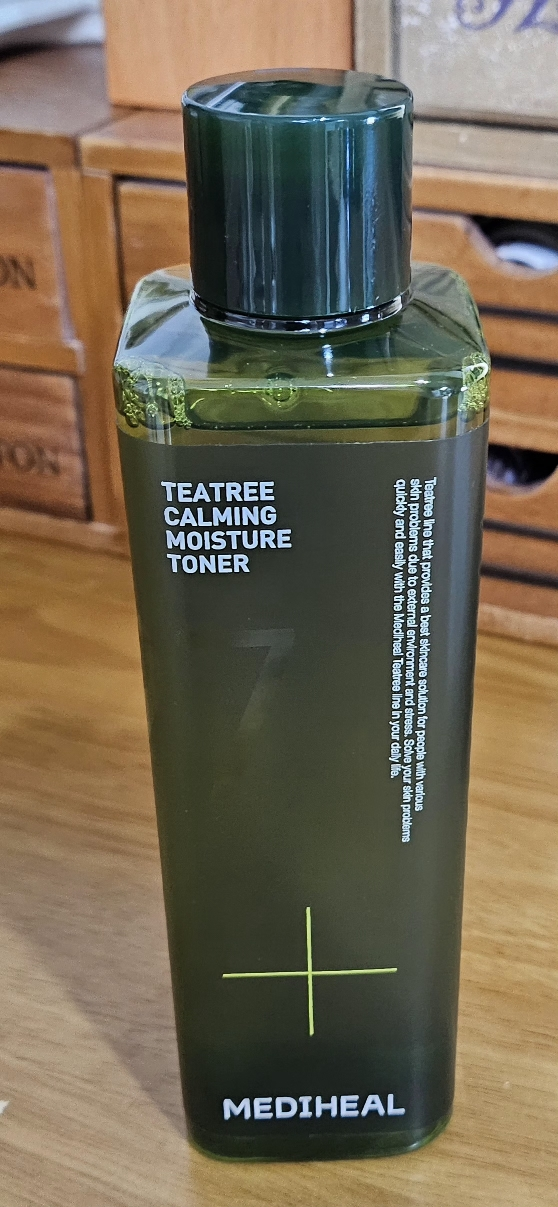 TEATREE
CALMING
MOISTURE
TONER
Teatree line that provides a best skincare solution for people with various
skin problems due to external environment and stress. Solve your skin problems
quickly and easily with the Mediheal Teatree line in your daily life.
7
MEDIHEAL
ON
TON